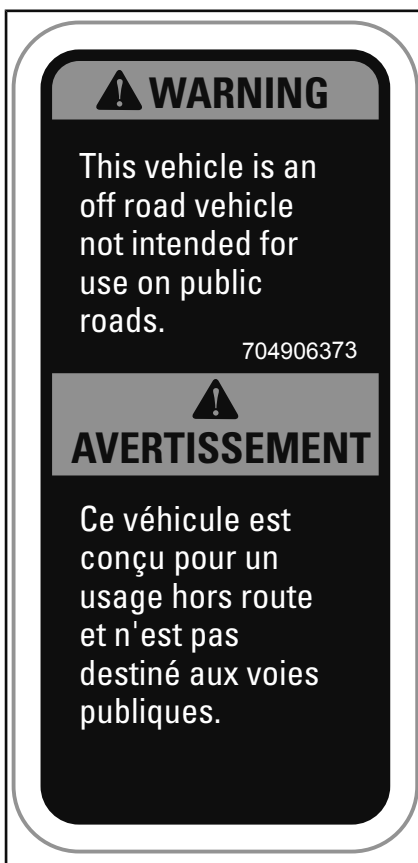 WARNING
This vehicle is an
off road vehicle
not intended for
use on public
roads.
704906373
AVERTISSEMENT
Ce véhicule est
conçu pour un
usage hors route
et n'est pas
destiné aux voies
publiques.